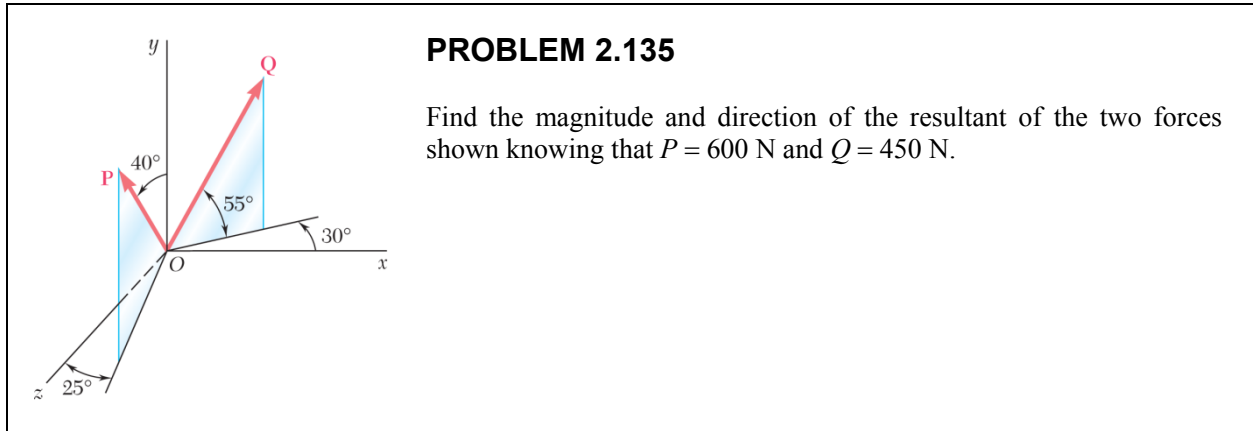 PROBLEM 2.135
Find the magnitude and direction of the resultant of the two forces
shown knowing that P = 600 N and Q = 450 N.
y
Q
40°
P
55°
30°
O
x
z
25°